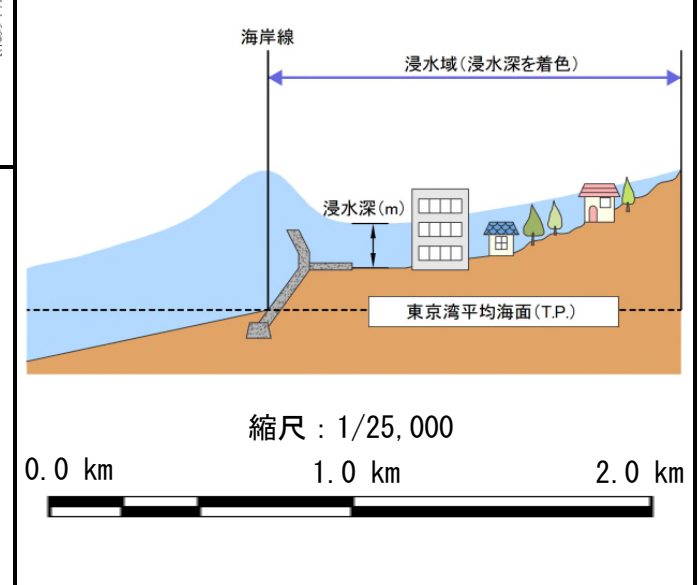 海岸線
浸水域(浸水深を着色)
浸水深(m)
東京湾平均海面(T.P.)
縮尺：1/25,000
0.0 km 1.0 km 2.0 km